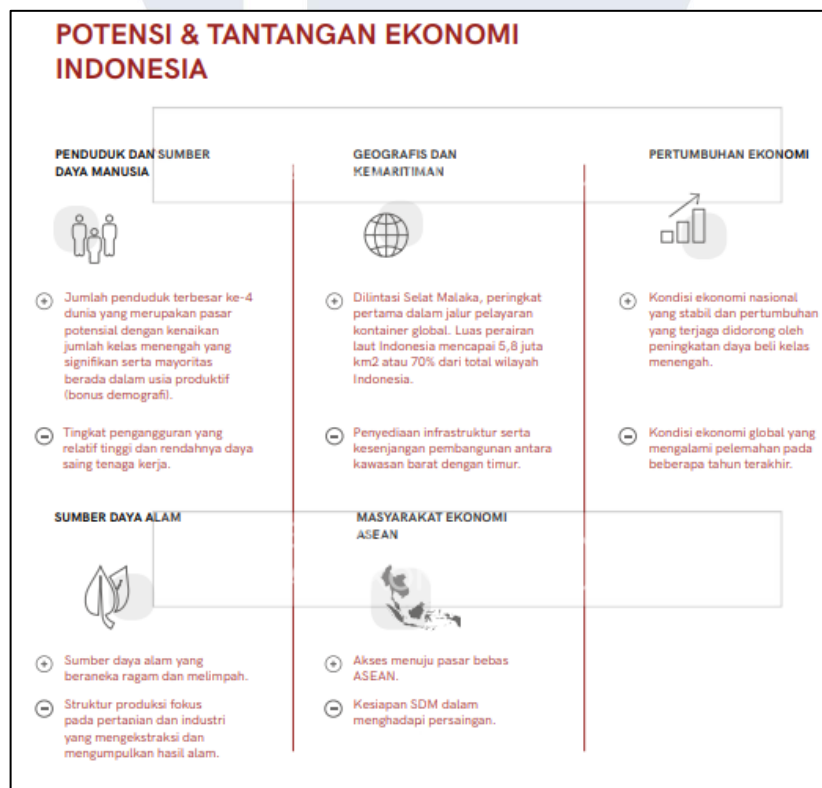 POTENSI & TANTANGAN EKONOMI
INDONESIA
PENDUDUK DAN SUMBER
DAYA MANUSIA
Jumlah penduduk terbesar ke-4
dunia yang merupakan pasar
potensial dengan kenaikan
jumlah kelas menengah yang
signifikan serta mayoritas
berada dalam usia produktif
(bonus demografi).
Tingkat pengangguran yang
relatif tinggi dan rendahnya daya
saing tenaga kerja.
GEOGRAFIS DAN
KEMARITIMAN
Dilintasi Selat Malaka, peringkat
pertama dalam jalur pelayaran
kontainer global. Luas perairan
laut Indonesia mencapai 5,8 juta
km2 atau 70% dari total wilayah
Indonesia.
Penyediaan infrastruktur serta
kesenjangan pembangunan antara
kawasan barat dengan timur.
PERTUMBUHAN EKONOMI
Kondisi ekonomi nasional
yang stabil dan pertumbuhan
yang terjaga didorong oleh
peningkatan daya beli kelas
menengah.
Kondisi ekonomi global yang
mengalami pelemahan pada
beberapa tahun terakhir.
SUMBER DAYA ALAM
Sumber daya alam yang
beraneka ragam dan melimpah.
Struktur produksi fokus
pada pertanian dan industri
yang mengekstraksi dan
mengumpulkan hasil alam.
MASYARAKAT EKONOMI
ASEAN
Akses menuju pasar bebas
ASEAN.
Kesiapan SDM dalam
menghadapi persaingan.